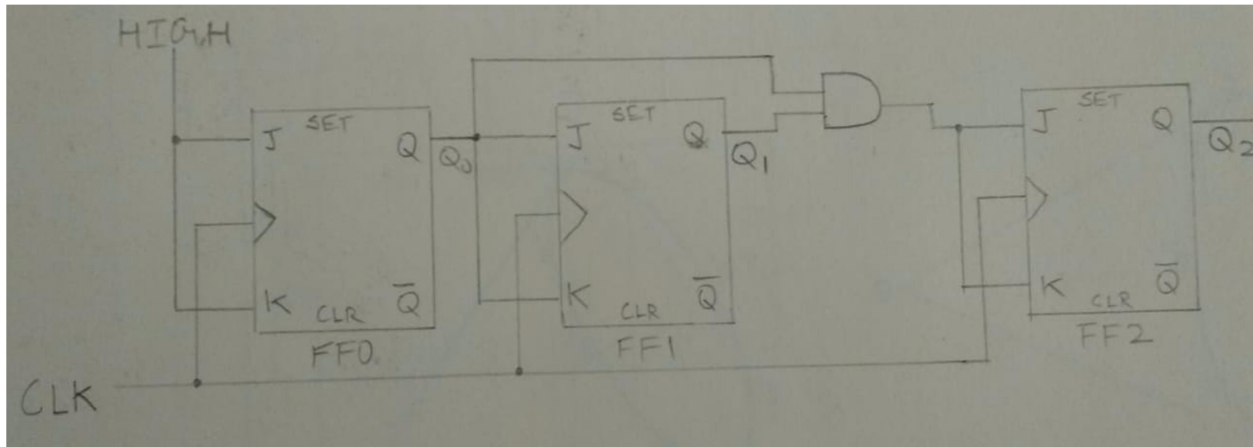 HIGH
J SET Q Q0
K CLR Q̅
FF0
J SET Q Q1
K CLR Q̅
FF1
J SET Q Q2
K CLR Q̅
FF2
CLK